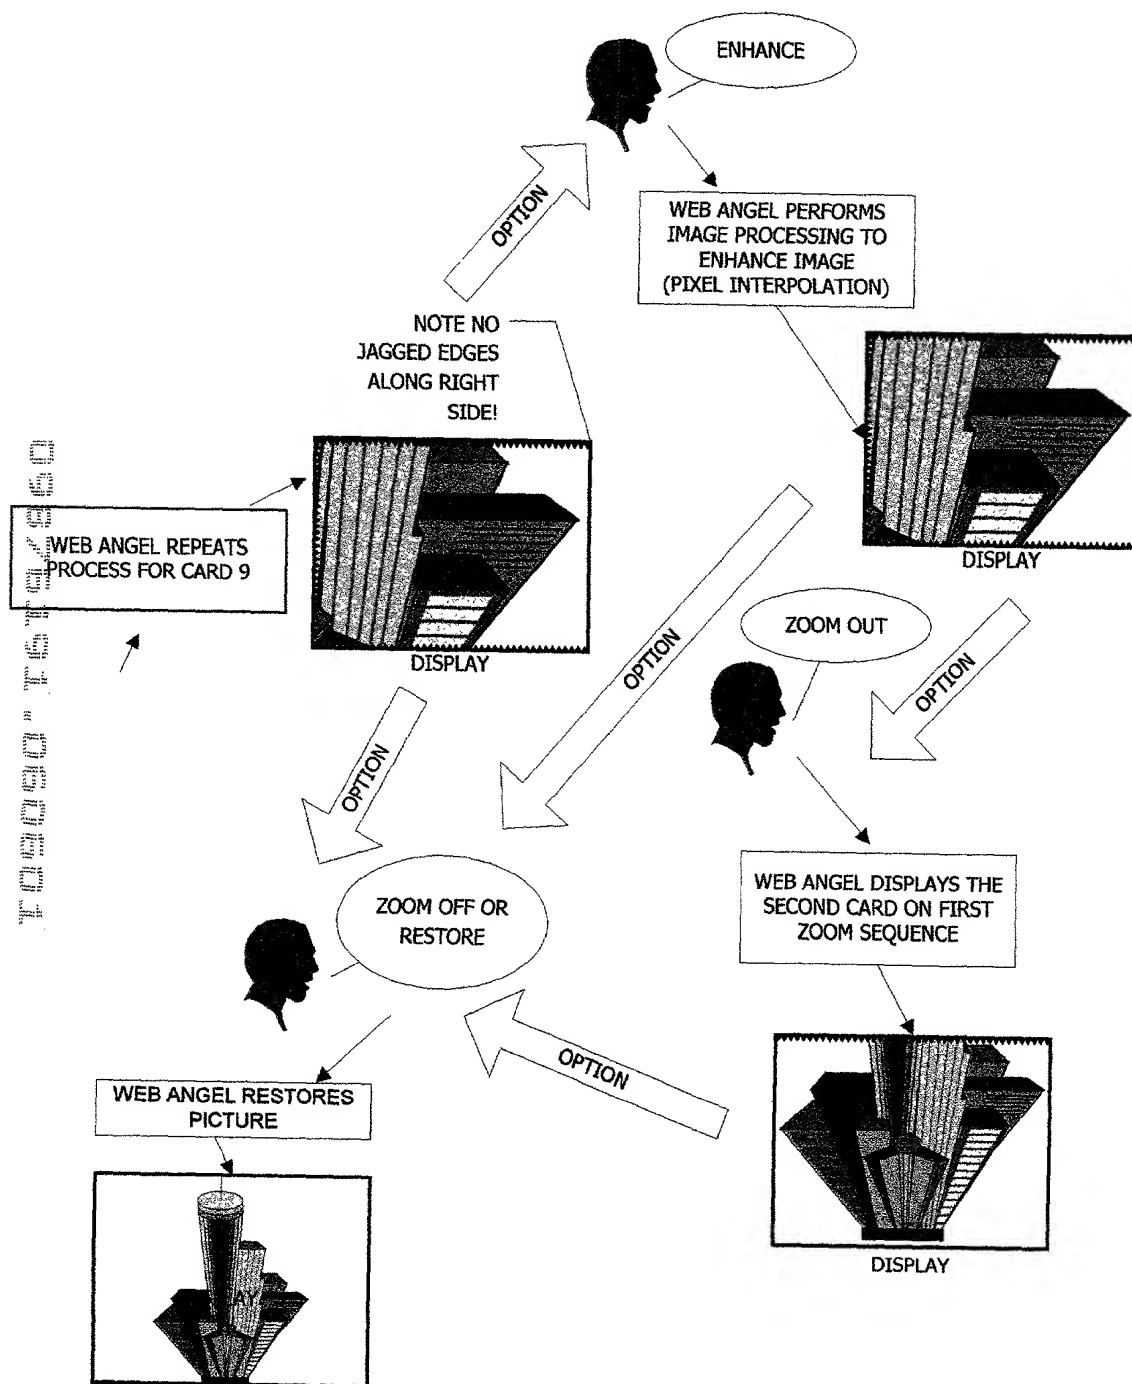 ENHANCE
OPTION
WEB ANGEL PERFORMS
IMAGE PROCESSING TO
ENHANCE IMAGE
(PIXEL INTERPOLATION)
NOTE NO
JAGGED EDGES
ALONG RIGHT
SIDE!
WEB ANGEL REPEATS
PROCESS FOR CARD 9
DISPLAY
DISPLAY
ZOOM OUT
OPTION
OPTION
OPTION
ZOOM OFF OR
RESTORE
WEB ANGEL DISPLAYS THE
SECOND CARD ON FIRST
ZOOM SEQUENCE
OPTION
WEB ANGEL RESTORES
PICTURE
DISPLAY